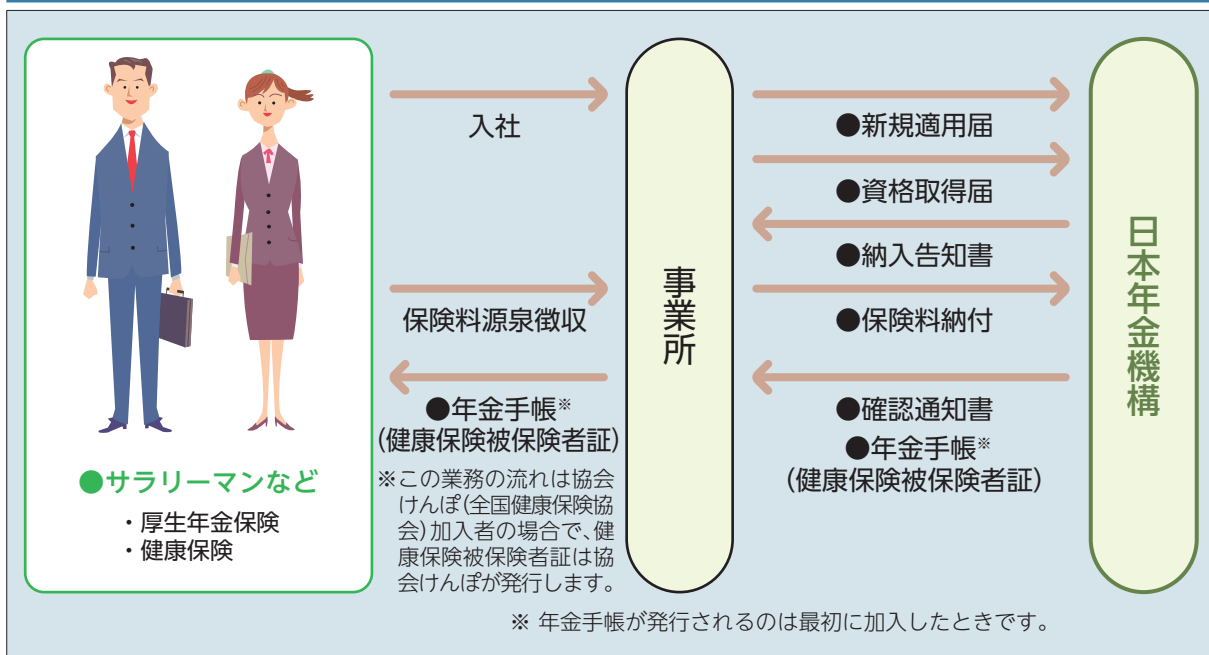 入社
保険料源泉徴収
●年金手帳※
(健康保険被保険者証)
※この業務の流れは協会
けんぽ(全国健康保険協
会)加入者の場合で、健
康保険被保険者証は協
会けんぽが発行します。
●サラリーマンなど
・厚生年金保険
・健康保険
事業所
●新規適用届
●資格取得届
●納入告知書
●保険料納付
●確認通知書
●年金手帳※
(健康保険被保険者証)
日本年金機構
※ 年金手帳が発行されるのは最初に加入したときです。